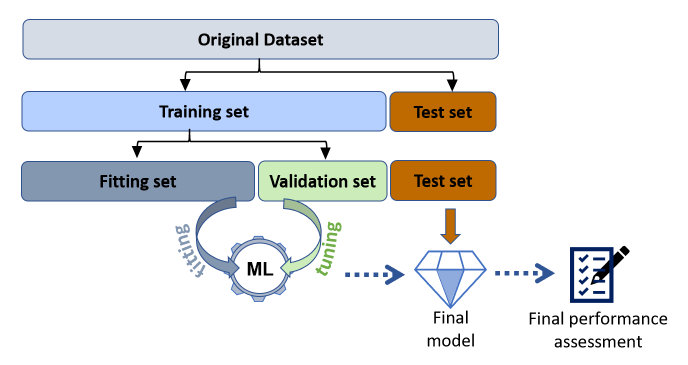 Original Dataset
Training set
Test set
Fitting set
Validation set
Test set
fitting
ML
tuning
Final
model
Final performance
assessment